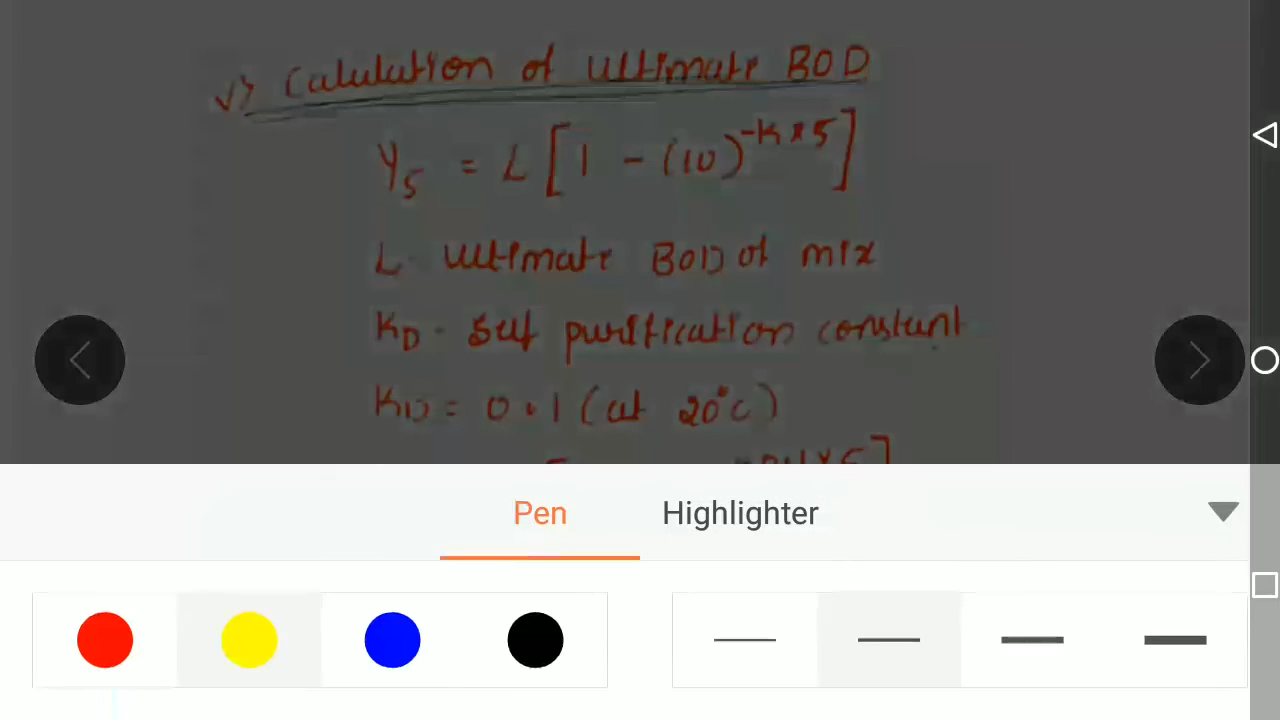 v) Calulation of ultimate BOD
Y5 = L [1 - (10)^-K×5]
L - ultimate BOD of mix
KD - self purification constant
KD = 0.1 (at 20°C)
Pen Highlighter